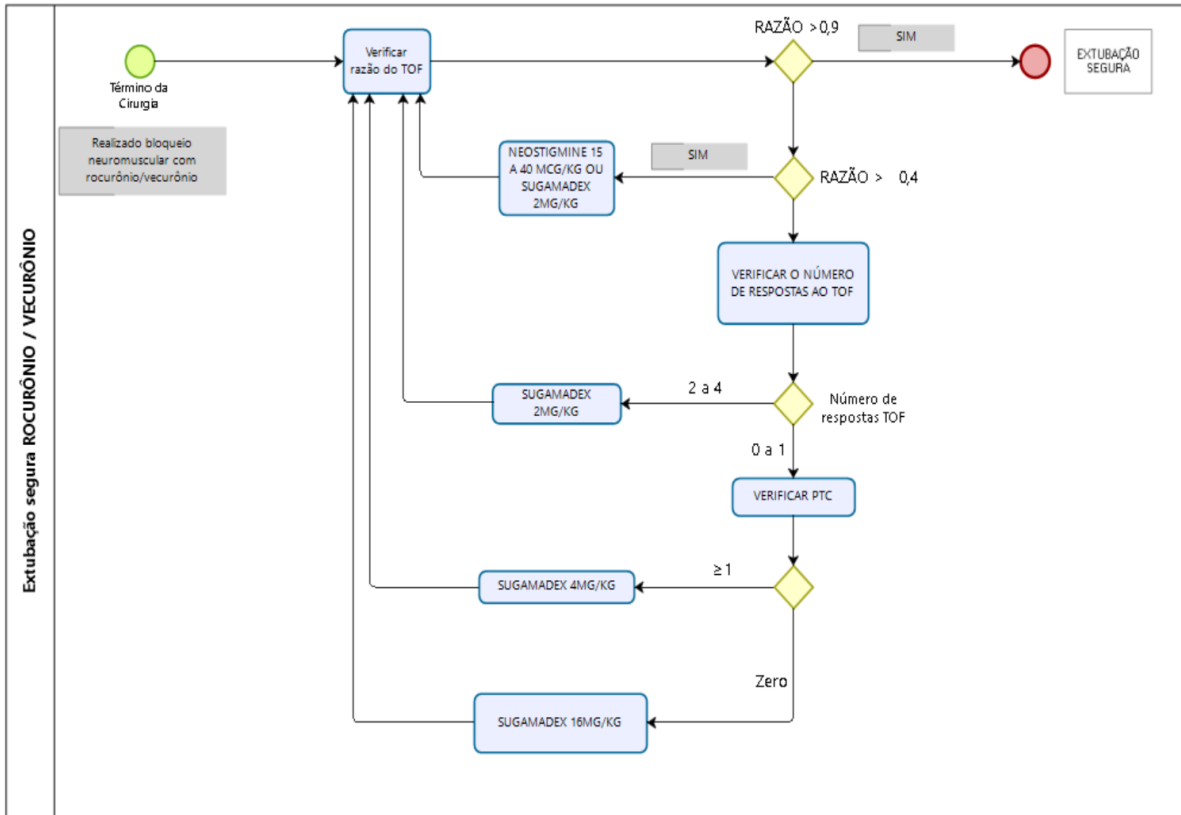 Extubação segura ROCURÔNIO / VECURÔNIO
Término da
Cirurgia
Realizado bloqueio
neuromuscular com
rocurônio/vecurônio
Verificar
razão do TOF
RAZÃO >0,9
SIM
EXTUBAÇÃO
SEGURA
NEOSTIGMINE 15
A 40 MCG/KG OU
SUGAMADEX
2MG/KG
SIM
RAZÃO > 0,4
VERIFICAR O NÚMERO
DE RESPOSTAS AO TOF
SUGAMADEX
2MG/KG
2 a 4
Número de
respostas TOF
0 a 1
VERIFICAR PTC
SUGAMADEX 4MG/KG
≥1
Zero
SUGAMADEX 16MG/KG